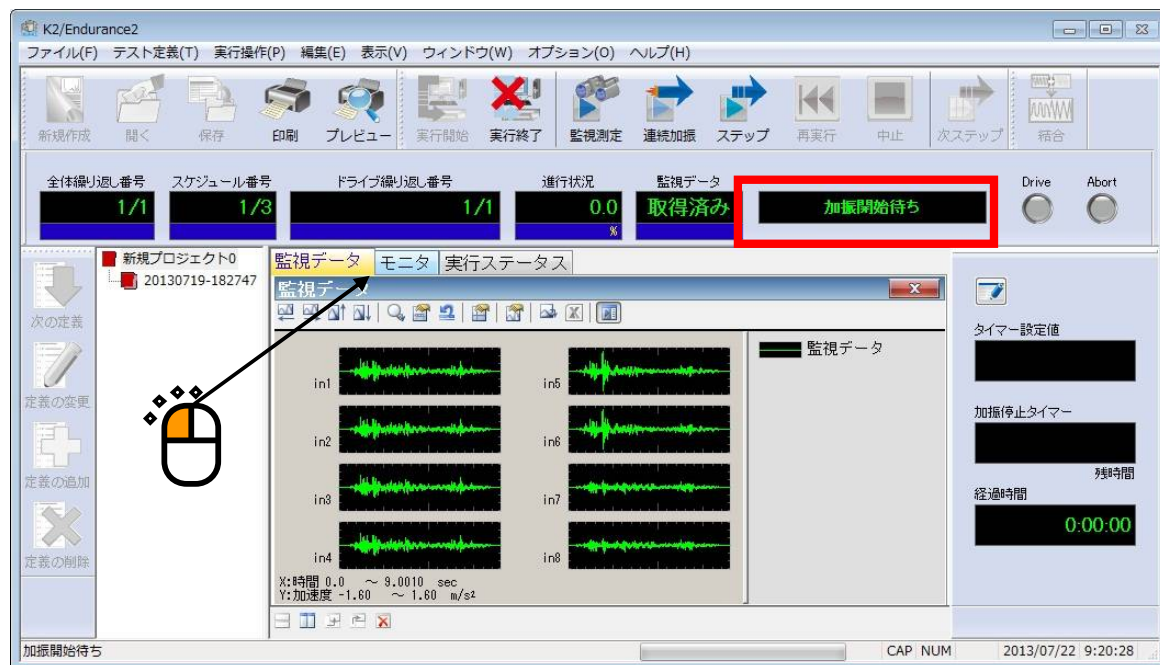 K2/Endurance2
ファイル(F) テスト定義(T) 実行操作(P) 編集(E) 表示(V) ウィンドウ(W) オプション(O) ヘルプ(H)
新規作成 開く 保存 印刷 プレビュー 実行開始 実行終了 監視測定 連続加振 ステップ 再実行 中止 次ステップ 結合
全体繰り返し番号 スケジュール番号 ドライブ繰り返し番号 進行状況 監視データ Drive Abort
1/1 1/3 1/1 0.0 取得済み 加振開始待ち
%
新規プロジェクト0
20130719-182747
次の定義
定義の変更
定義の追加
定義の削除
監視データ モニタ 実行ステータス
監視データ
in1 in5
in2 in6
in3 in7
in4 in8
X:時間 0.0 ～ 9.0010 sec
Y:加速度 -1.60 ～ 1.60 m/s²
監視データ
タイマー設定値
加振停止タイマー
残時間
経過時間
0:00:00
加振開始待ち CAP NUM 2013/07/22 9:20:28